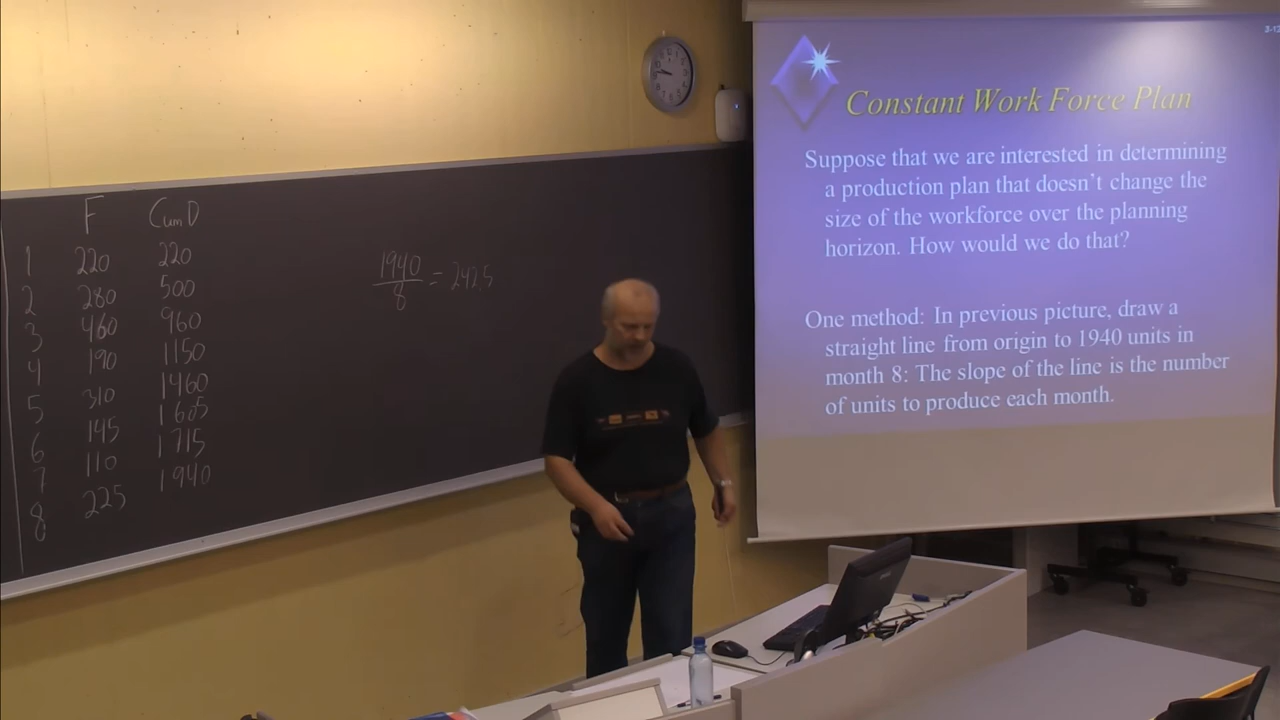 F CumD
1 220 220
2 280 500
3 460 960
4 190 1150
5 310 1460
6 145 1605
7 110 1715
8 225 1940
1940
8
= 242.5
Constant Work Force Plan
Suppose that we are interested in determining
a production plan that doesn't change the
size of the workforce over the planning
horizon. How would we do that?
One method: In previous picture, draw a
straight line from origin to 1940 units in
month 8: The slope of the line is the number
of units to produce each month.